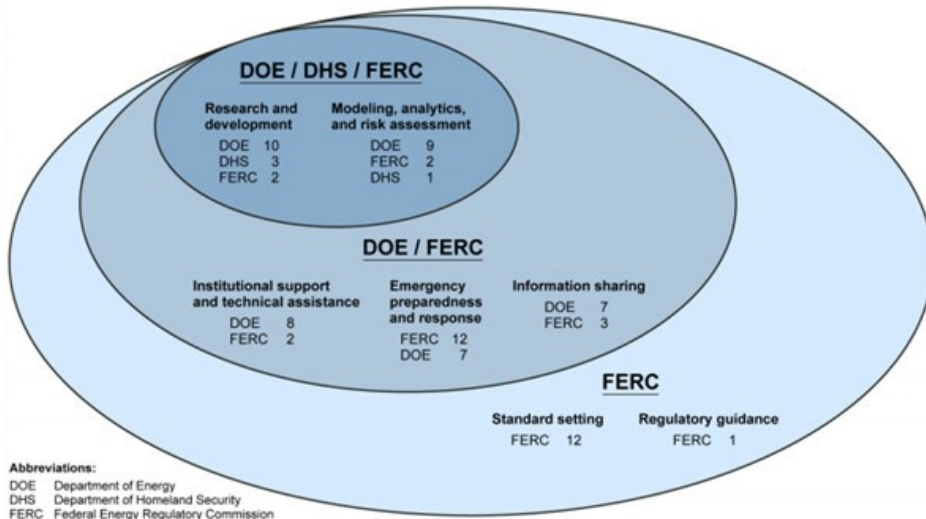 DOE / DHS / FERC
Research and development
DOE 10
DHS 3
FERC 2
Modeling, analytics, and risk assessment
DOE 9
FERC 2
DHS 1
DOE / FERC
Institutional support and technical assistance
DOE 8
FERC 2
Emergency preparedness and response
FERC 12
DOE 7
Information sharing
DOE 7
FERC 3
FERC
Standard setting
FERC 12
Regulatory guidance
FERC 1
Abbreviations:
DOE Department of Energy
DHS Department of Homeland Security
FERC Federal Energy Regulatory Commission